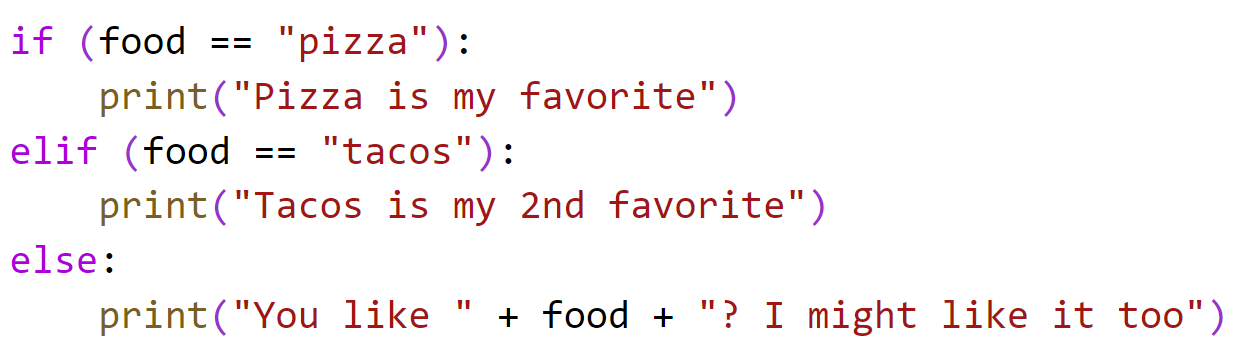 if (food == "pizza"):
    print("Pizza is my favorite")
elif (food == "tacos"):
    print("Tacos is my 2nd favorite")
else:
    print("You like " + food + "? I might like it too")